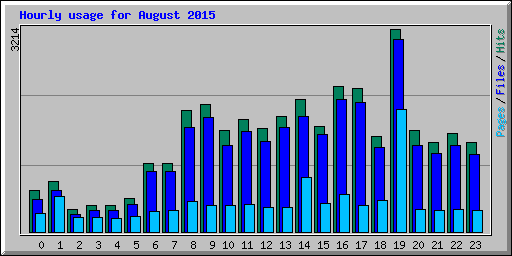 Hourly usage for August 2015
3214
Pages/Files/Hits
0 1 2 3 4 5 6 7 8 9 10 11 12 13 14 15 16 17 18 19 20 21 22 23